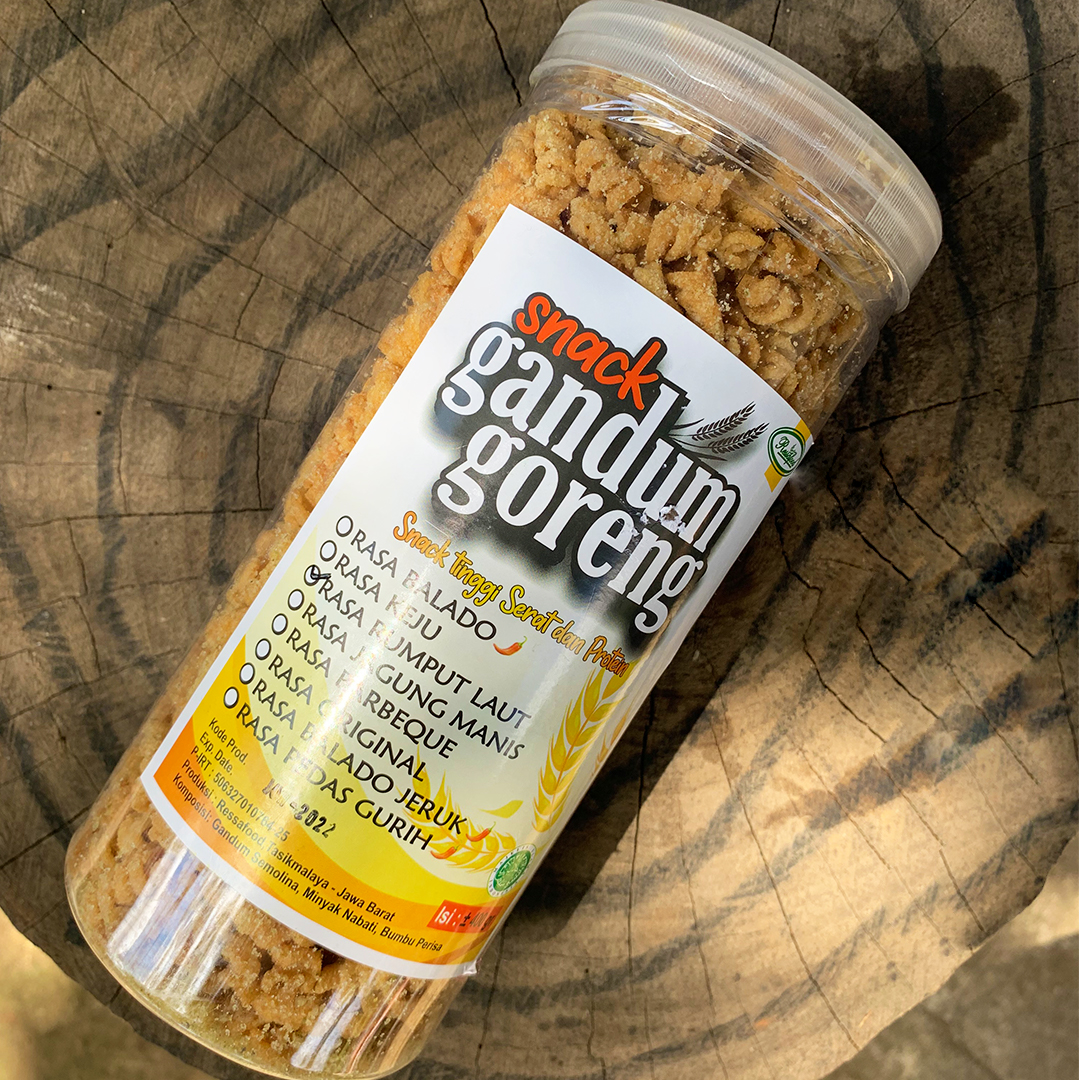 snack
gandum
goreng
Snack tinggi Serat dan Protein
RASA BALADO
RASA KEJU
RASA RUMPUT LAUT
RASA JAGUNG MANIS
RASA BARBEQUE
RASA ORIGINAL
RASA BALADO JERUK
RASA PEDAS GURIH
Kode Prod.
Exp. Date.
-2022
P-IRT :
Produksi : Ressafood Tasikmalaya - Jawa Barat
Komposisi: Gandum Semolina, Minyak Nabati, Bumbu Perisa
Isi : ±